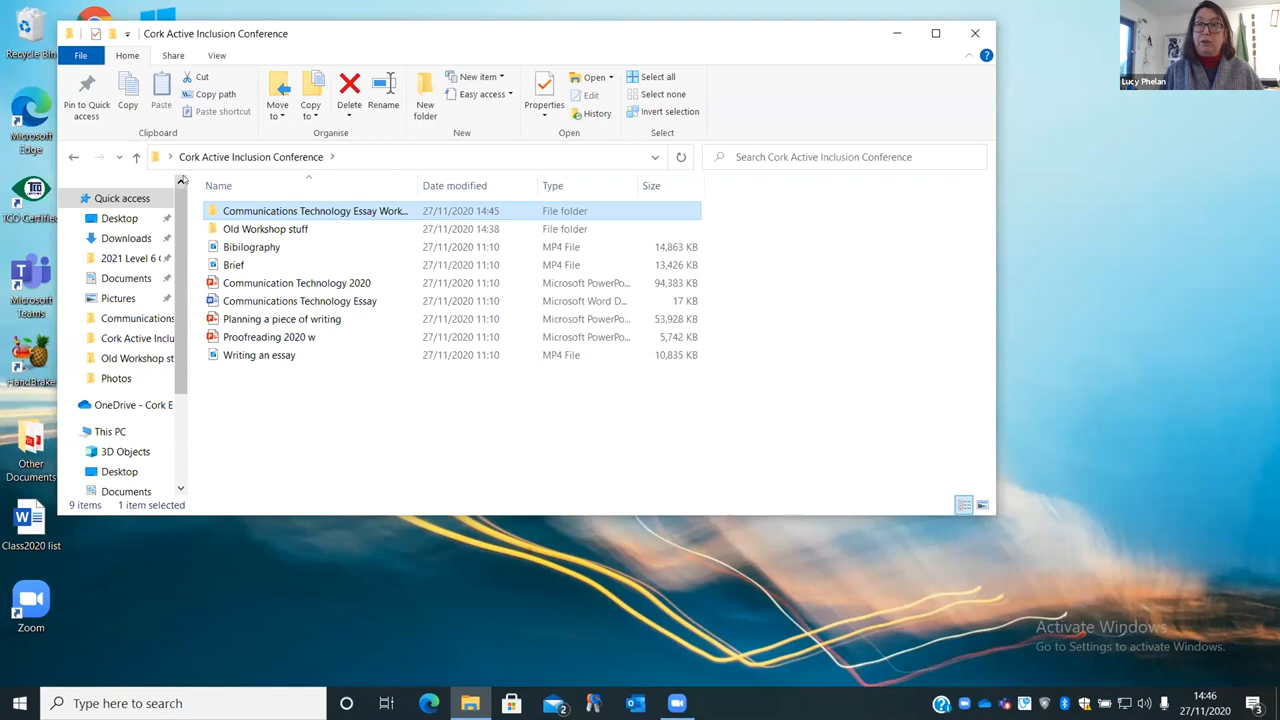 Recycle Bin
Microsoft
Edge
TCO Certified
Microsoft
Teams
HandBrake
Other
Documents
Class2020 list
Zoom
Cork Active Inclusion Conference
File
Home
Share
View
Pin to Quick
access
Copy
Paste
Cut
Copy path
Paste shortcut
Clipboard
Move
to
Copy
to
Delete
Rename
Organise
New
folder
New item
Easy access
New
Properties
Open
Edit
History
Open
Select all
Select none
Invert selection
Select
Cork Active Inclusion Conference
Search Cork Active Inclusion Conference
Quick access
Desktop
Downloads
2021 Level 6
Documents
Pictures
Communications
Cork Active Inclu
Old Workshop st
Photos
OneDrive - Cork E
This PC
3D Objects
Desktop
Documents
Name Date modified Type Size
Communications Technology Essay Work... 27/11/2020 14:45 File folder
Old Workshop stuff 27/11/2020 14:38 File folder
Bibilography 27/11/2020 11:10 MP4 File 14,863 KB
Brief 27/11/2020 11:10 MP4 File 13,426 KB
Communication Technology 2020 27/11/2020 11:10 Microsoft PowerPo... 94,383 KB
Communications Technology Essay 27/11/2020 11:10 Microsoft Word D... 17 KB
Planning a piece of writing 27/11/2020 11:10 Microsoft PowerPo... 53,928 KB
Proofreading 2020 w 27/11/2020 11:10 Microsoft PowerPo... 5,742 KB
Writing an essay 27/11/2020 11:10 MP4 File 10,835 KB
9 items 1 item selected
Lucy Phelan
Activate Windows
Go to Settings to activate Windows.
Type here to search
2
14:46
27/11/2020
3